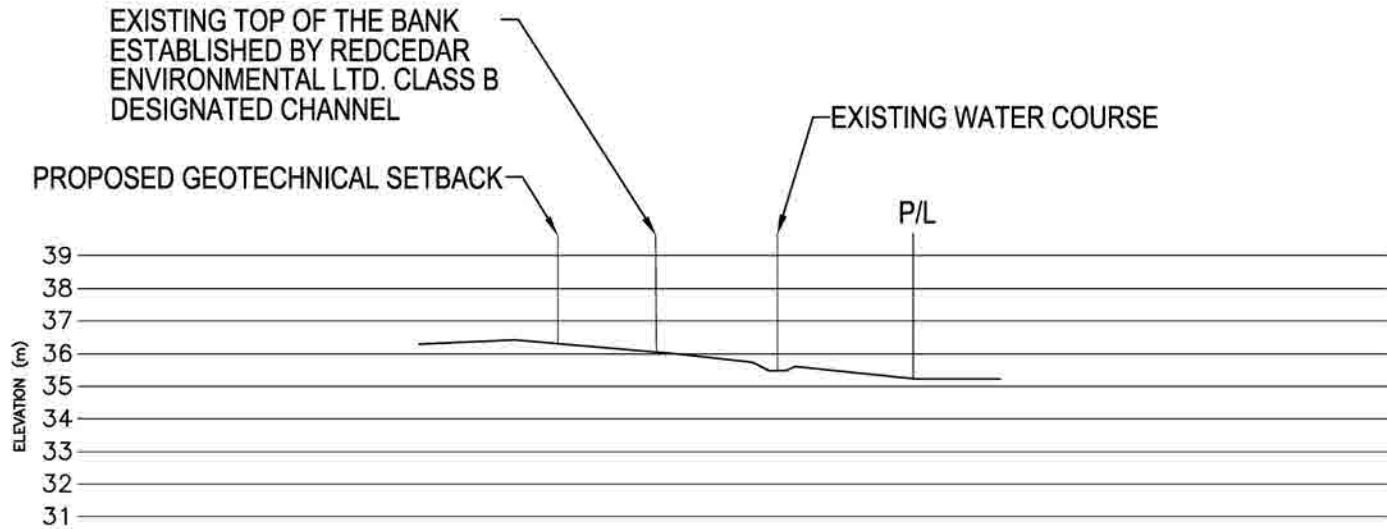 EXISTING TOP OF THE BANK
ESTABLISHED BY REDCEDAR
ENVIRONMENTAL LTD. CLASS B
DESIGNATED CHANNEL
EXISTING WATER COURSE
PROPOSED GEOTECHNICAL SETBACK
P/L
39
38
37
36
35
34
33
32
31
ELEVATION (m)